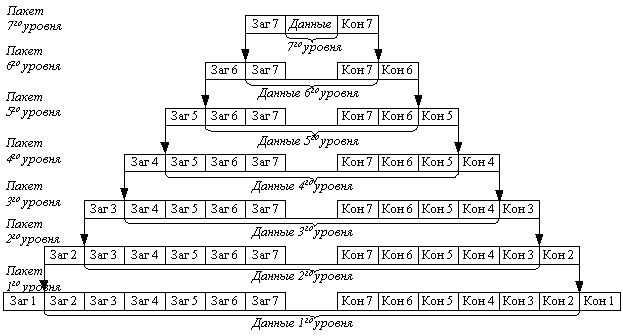 Пакет
7го уровня
Заг 7 Данные Кон 7
7го уровня
Пакет
6го уровня
Заг 6 Заг 7 Кон 7 Кон 6
Данные 6го уровня
Пакет
5го уровня
Заг 5 Заг 6 Заг 7 Кон 7 Кон 6 Кон 5
Данные 5го уровня
Пакет
4го уровня
Заг 4 Заг 5 Заг 6 Заг 7 Кон 7 Кон 6 Кон 5 Кон 4
Данные 4го уровня
Пакет
3го уровня
Заг 3 Заг 4 Заг 5 Заг 6 Заг 7 Кон 7 Кон 6 Кон 5 Кон 4 Кон 3
Данные 3го уровня
Пакет
2го уровня
Заг 2 Заг 3 Заг 4 Заг 5 Заг 6 Заг 7 Кон 7 Кон 6 Кон 5 Кон 4 Кон 3 Кон 2
Данные 2го уровня
Пакет
1го уровня
Заг 1 Заг 2 Заг 3 Заг 4 Заг 5 Заг 6 Заг 7 Кон 7 Кон 6 Кон 5 Кон 4 Кон 3 Кон 2 Кон 1
Данные 1го уровня